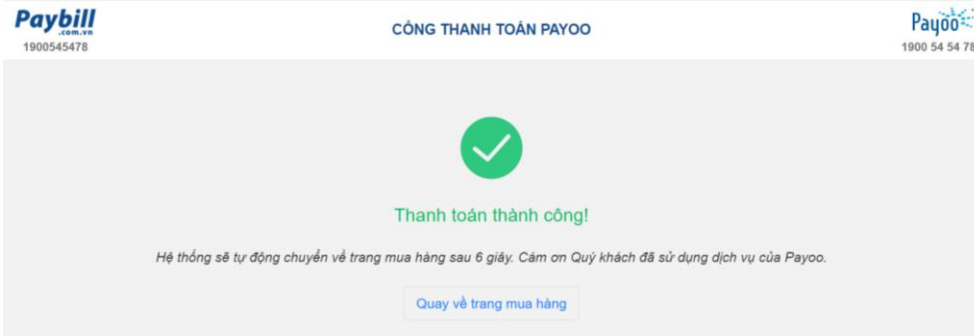 Paybill
.com.vn
1900545478
CỔNG THANH TOÁN PAYOO
Payoo
1900 54 54 78
Thanh toán thành công!
Hệ thống sẽ tự động chuyển về trang mua hàng sau 6 giây. Cám ơn Quý khách đã sử dụng dịch vụ của Payoo.
Quay về trang mua hàng